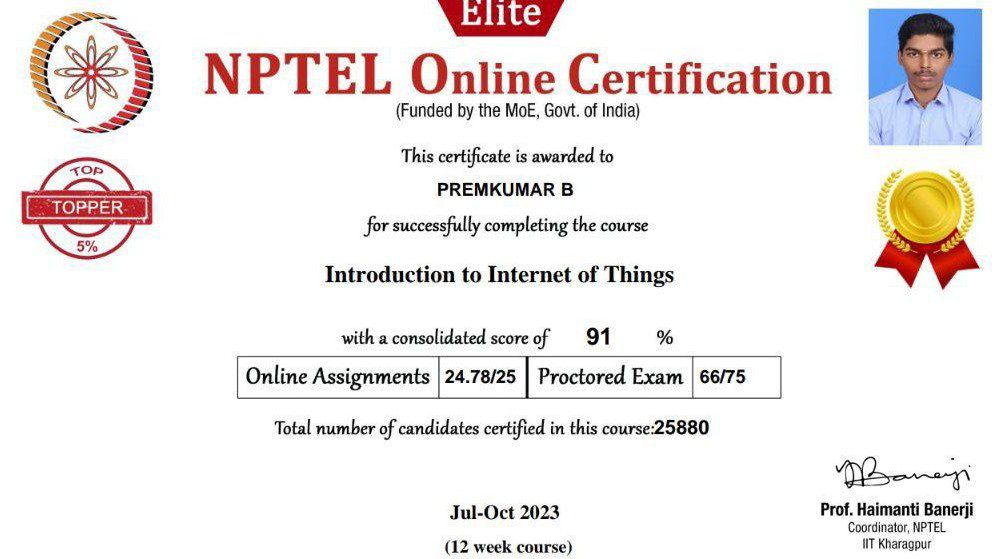 Elite
NPTEL Online Certification
(Funded by the MoE, Govt. of India)
This certificate is awarded to
PREMKUMAR B
for successfully completing the course
Introduction to Internet of Things
with a consolidated score of 91 %
Online Assignments 24.78/25 Proctored Exam 66/75
Total number of candidates certified in this course:25880
TOP
TOPPER
5%
Jul-Oct 2023
(12 week course)
Prof. Haimanti Banerji
Coordinator, NPTEL
IIT Kharagpur